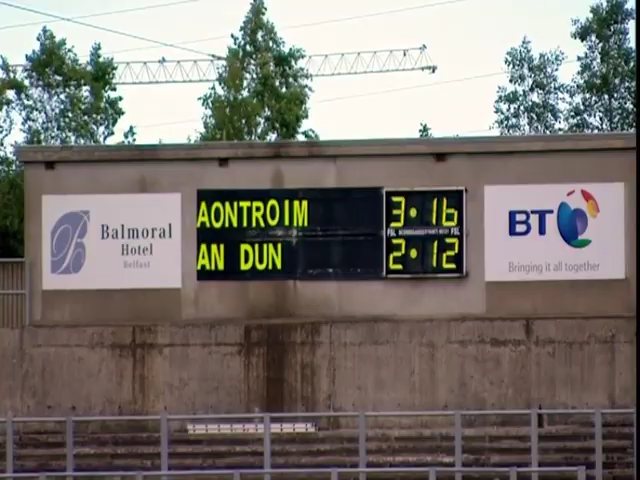 Balmoral
Hotel
Belfast
AONTROIM 3·16
AN DUN 2·12
BT
Bringing it all together